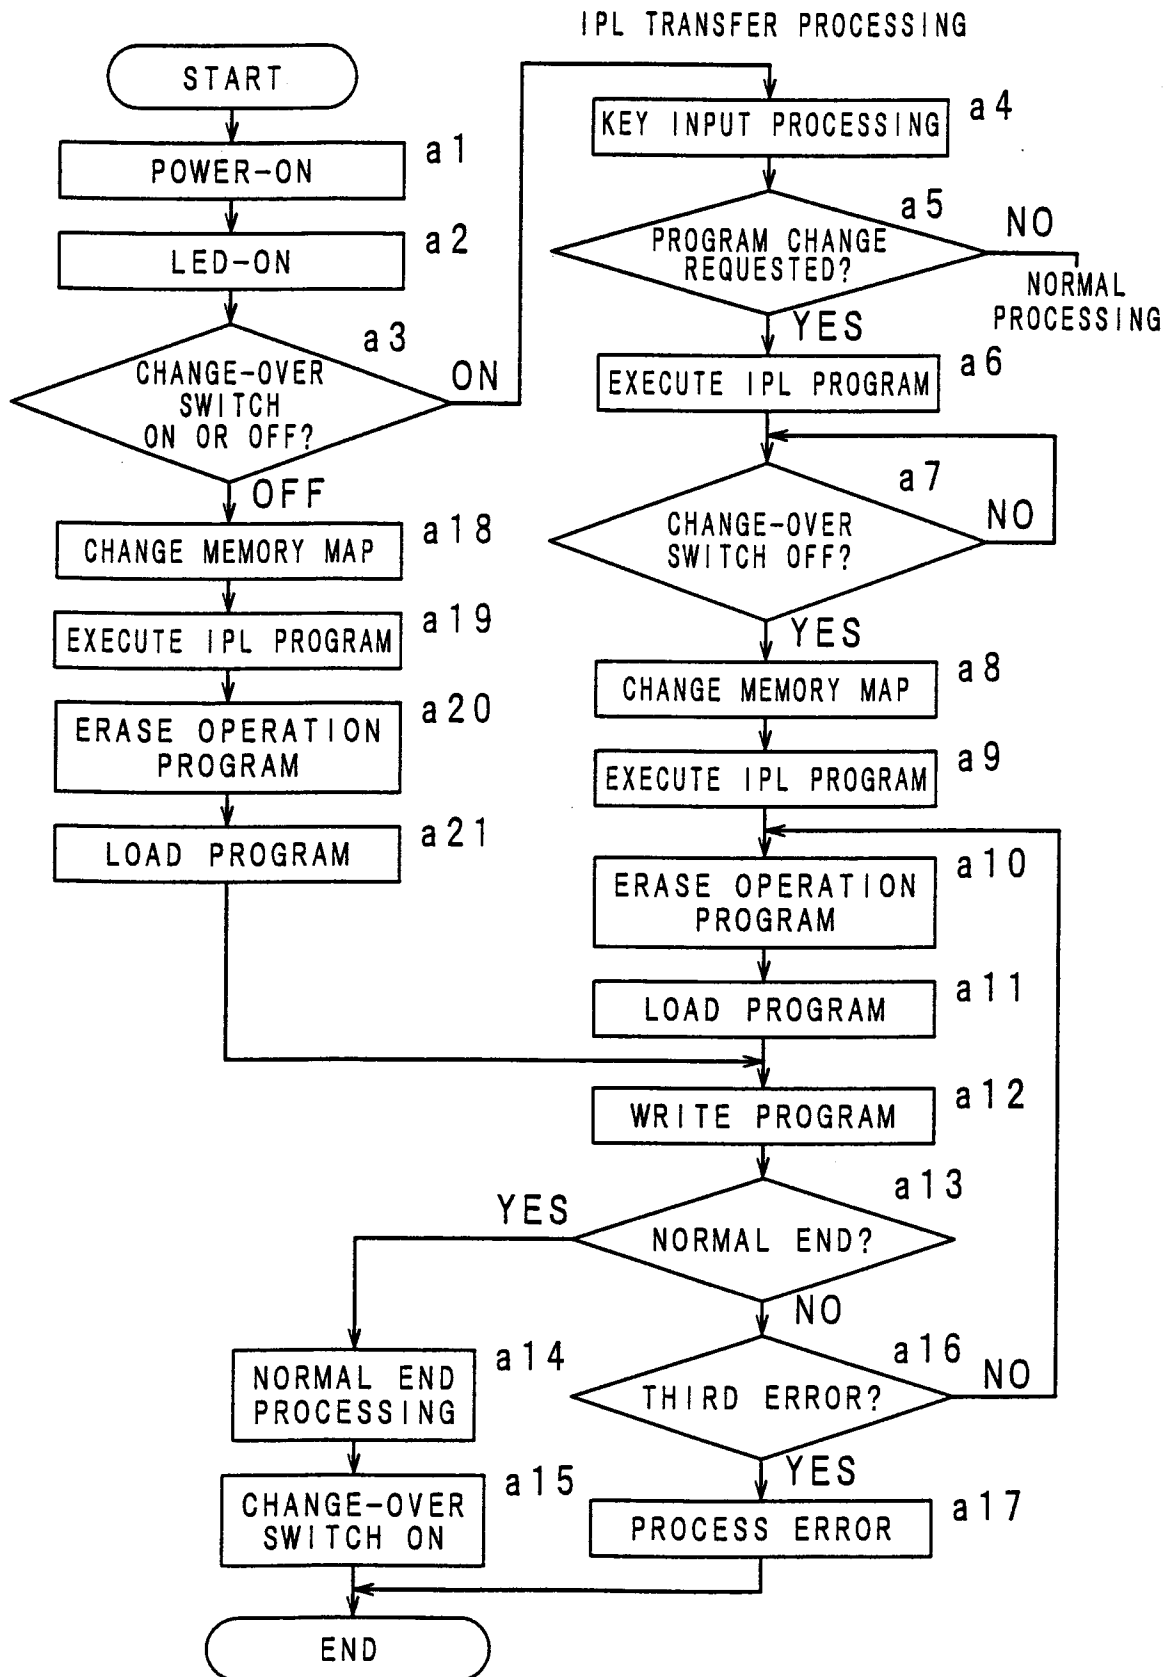 IPL TRANSFER PROCESSING
START
POWER-ON
a1
LED-ON
a2
CHANGE-OVER
SWITCH
ON OR OFF?
a3
ON
OFF
CHANGE MEMORY MAP
a18
EXECUTE IPL PROGRAM
a19
ERASE OPERATION
PROGRAM
a20
LOAD PROGRAM
a21
KEY INPUT PROCESSING
a4
PROGRAM CHANGE
REQUESTED?
a5
NO
NORMAL
PROCESSING
YES
EXECUTE IPL PROGRAM
a6
CHANGE-OVER
SWITCH OFF?
a7
NO
YES
CHANGE MEMORY MAP
a8
EXECUTE IPL PROGRAM
a9
ERASE OPERATION
PROGRAM
a10
LOAD PROGRAM
a11
WRITE PROGRAM
a12
NORMAL END?
a13
YES
NO
NORMAL END
PROCESSING
a14
CHANGE-OVER
SWITCH ON
a15
THIRD ERROR?
a16
NO
YES
PROCESS ERROR
a17
END